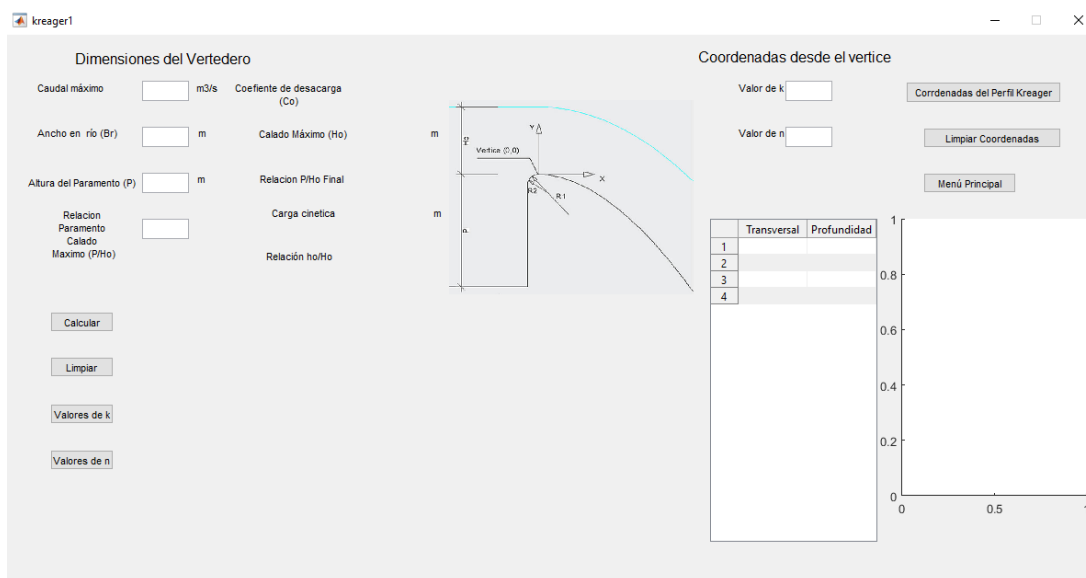 kreager1
Dimensiones del Vertedero
Caudal máximo
m3/s
Coefiente de desacarga
(Co)
Ancho en río (Br)
m
Calado Máximo (Ho)
m
Altura del Paramento (P)
m
Relacion P/Ho Final
Relacion
Paramento
Calado
Maximo (P/Ho)
Carga cinetica
m
Relación ho/Ho
Calcular
Limpiar
Valores de k
Valores de n
Y
Vertice (0,0)
X
R2
R1
P
Coordenadas desde el vertice
Valor de k
Corrdenadas del Perfil Kreager
Valor de n
Limpiar Coordenadas
Menú Principal
Transversal Profundidad
1
2
3
4
1
0.8
0.6
0.4
0.2
0
0 0.5 1